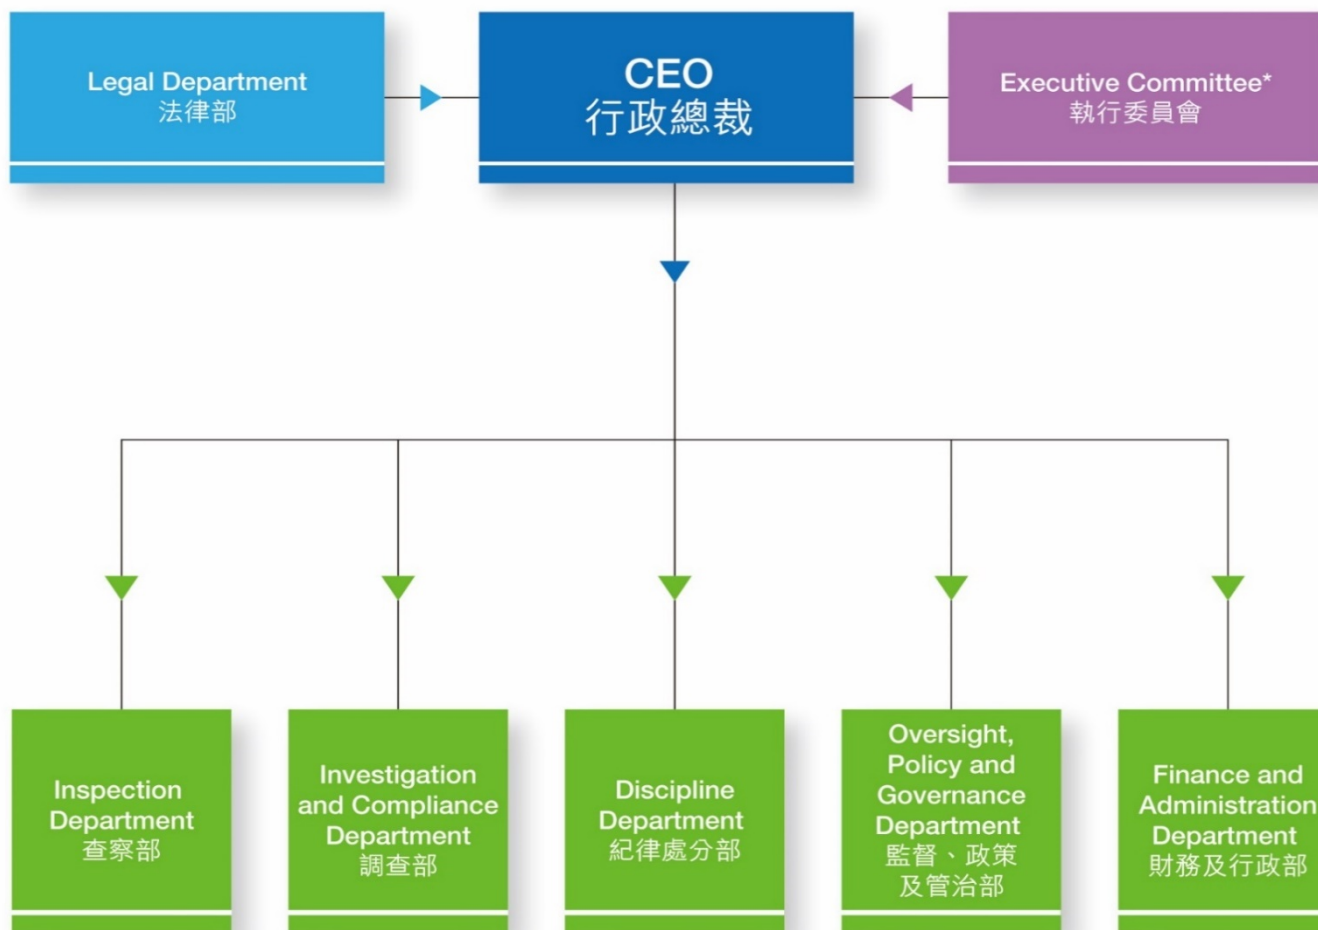 Legal Department
法律部
CEO
行政總裁
Executive Committee*
執行委員會
Inspection
Department
查察部
Investigation
and Compliance
Department
調查部
Discipline
Department
紀律處分部
Oversight,
Policy and
Governance
Department
監督、政策
及管治部
Finance and
Administration
Department
財務及行政部